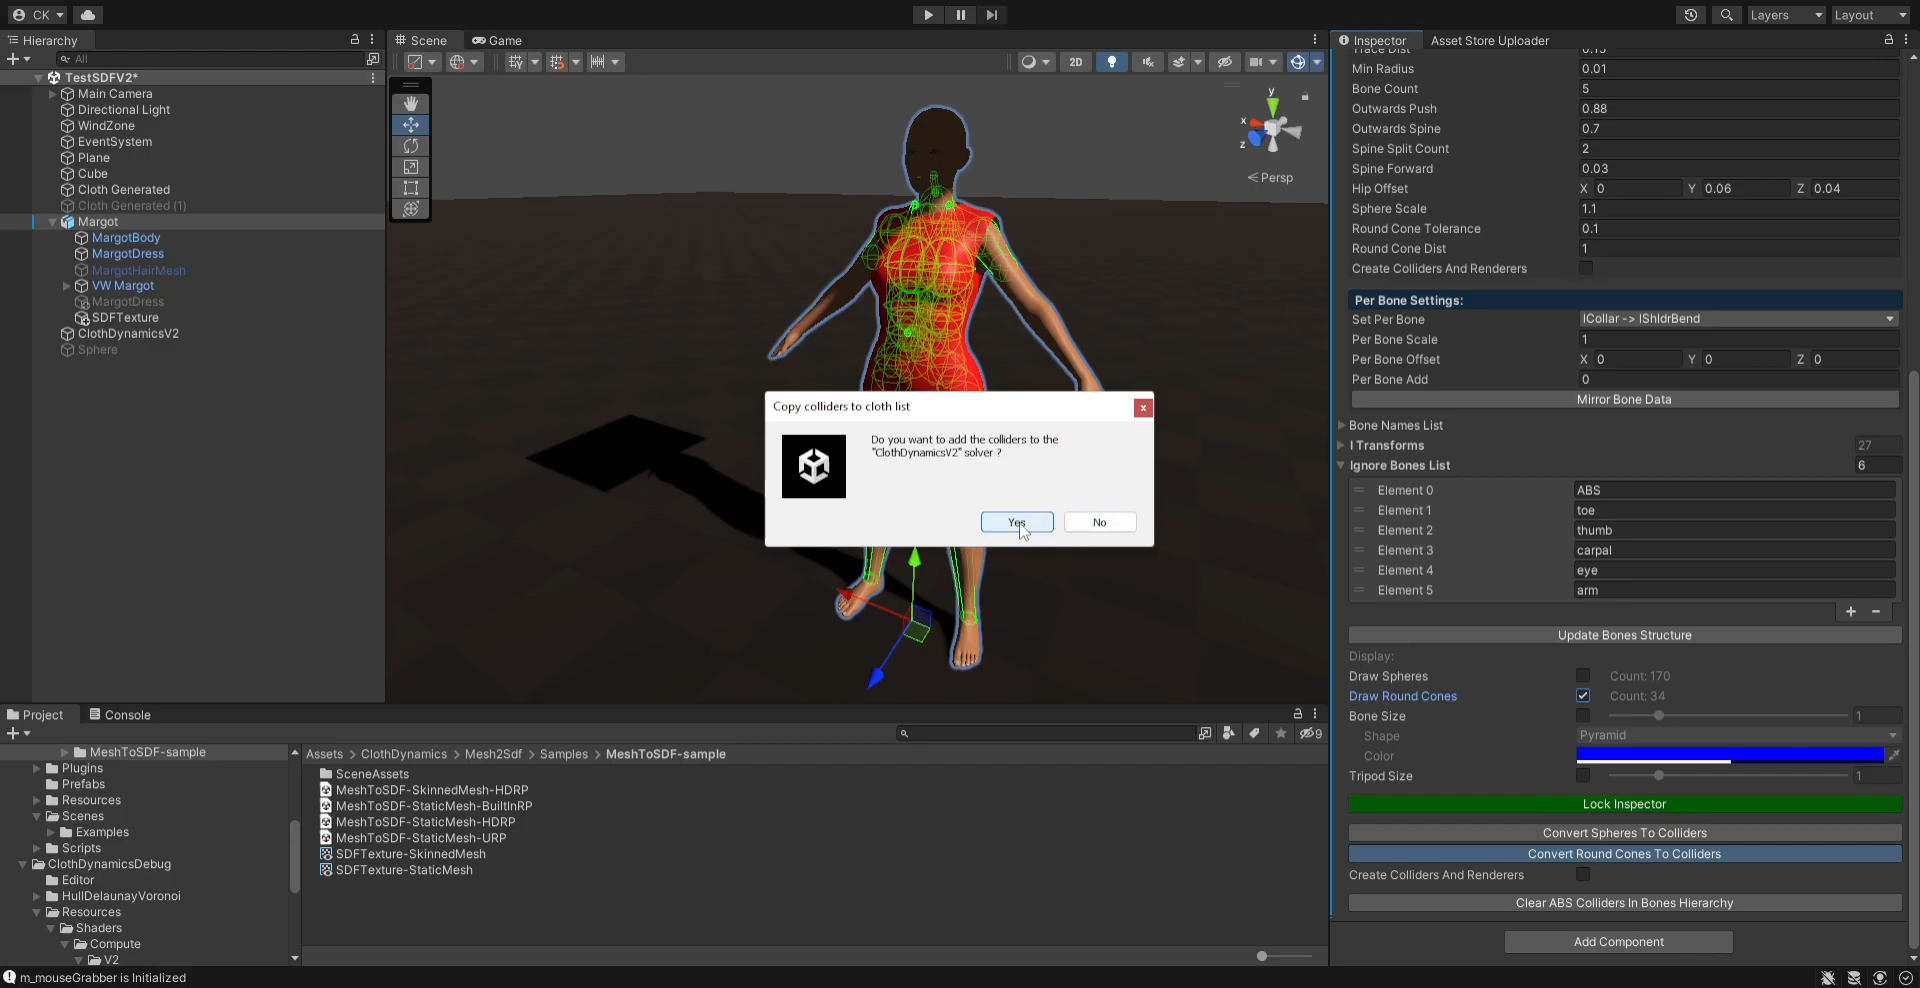 CK
Layers
Layout
Hierarchy
All
TestSDFV2*
Main Camera
Directional Light
WindZone
EventSystem
Plane
Cube
Cloth Generated
Cloth Generated (1)
Margot
MargotBody
MargotDress
MargotHairMesh
VW Margot
MargotDress
SDFTexture
ClothDynamicsV2
Sphere
Scene
Game
2D
y
x
z
Persp
Copy colliders to cloth list
x
Do you want to add the colliders to the
"ClothDynamicsV2" solver ?
Yes
No
Inspector
Asset Store Uploader
Trace Dist 0.15
Min Radius 0.01
Bone Count 5
Outwards Push 0.88
Outwards Spine 0.7
Spine Split Count 2
Spine Forward 0.03
Hip Offset X 0 Y 0.06 Z 0.04
Sphere Scale 1.1
Round Cone Tolerance 0.1
Round Cone Dist 1
Create Colliders And Renderers
Per Bone Settings:
Set Per Bone lCollar -> lShldrBend
Per Bone Scale 1
Per Bone Offset X 0 Y 0 Z 0
Per Bone Add 0
Mirror Bone Data
Bone Names List
I Transforms 27
Ignore Bones List 6
Element 0 ABS
Element 1 toe
Element 2 thumb
Element 3 carpal
Element 4 eye
Element 5 arm
+ −
Update Bones Structure
Display:
Draw Spheres Count: 170
Draw Round Cones Count: 34
Bone Size 1
Shape Pyramid
Color
Tripod Size 1
Lock Inspector
Convert Spheres To Colliders
Convert Round Cones To Colliders
Create Colliders And Renderers
Clear ABS Colliders In Bones Hierarchy
Add Component
Project
Console
9
MeshToSDF-sample
Plugins
Prefabs
Resources
Scenes
Examples
Scripts
ClothDynamicsDebug
Editor
HullDelaunayVoronoi
Resources
Shaders
Compute
V2
Assets > ClothDynamics > Mesh2Sdf > Samples > MeshToSDF-sample
SceneAssets
MeshToSDF-SkinnedMesh-HDRP
MeshToSDF-StaticMesh-BuiltInRP
MeshToSDF-StaticMesh-HDRP
MeshToSDF-StaticMesh-URP
SDFTexture-SkinnedMesh
SDFTexture-StaticMesh
m_mouseGrabber is Initialized